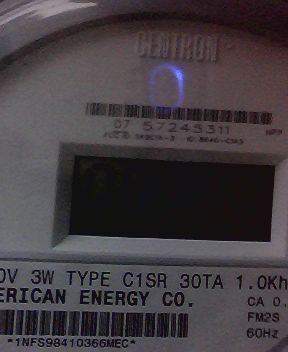 CENTRON
07 57245311
0V 3W TYPE C1SR 30TA 1.0Kh
ERICAN ENERGY CO. CA 0.
FM2S
60Hz
*1NFS98410366MEC*